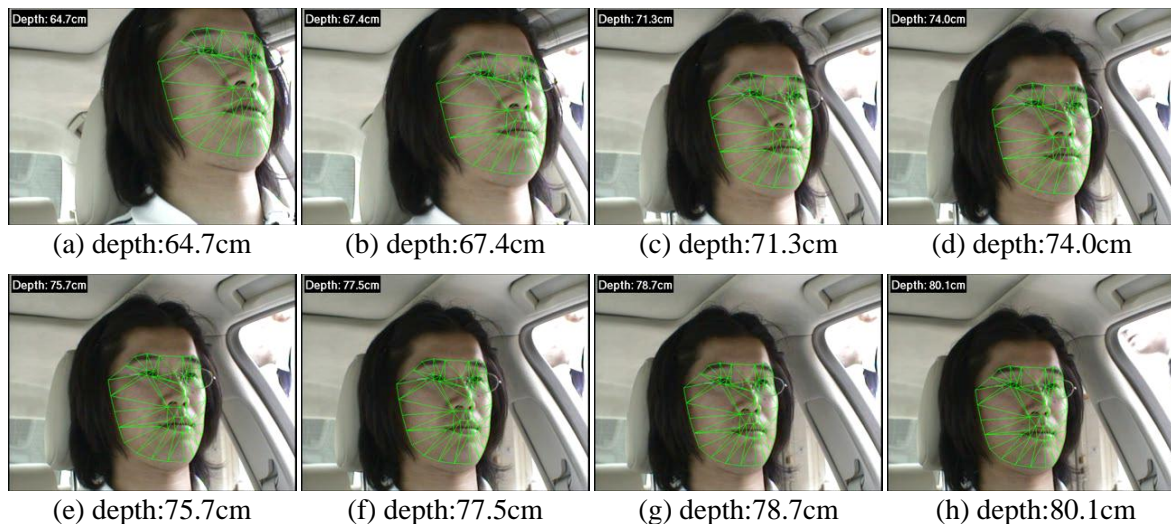 Depth: 64.7cm
Depth: 67.4cm
Depth: 71.3cm
Depth: 74.0cm
(a) depth:64.7cm
(b) depth:67.4cm
(c) depth:71.3cm
(d) depth:74.0cm
Depth: 75.7cm
Depth: 77.5cm
Depth: 78.7cm
Depth: 80.1cm
(e) depth:75.7cm
(f) depth:77.5cm
(g) depth:78.7cm
(h) depth:80.1cm